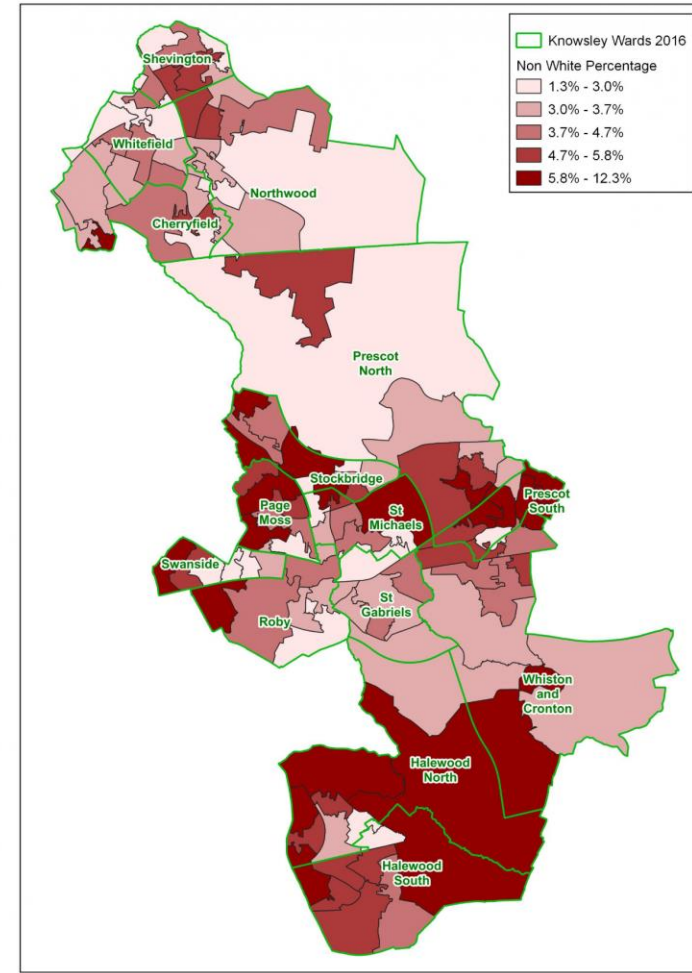 Knowsley Wards 2016
Non White Percentage
1.3% - 3.0%
3.0% - 3.7%
3.7% - 4.7%
4.7% - 5.8%
5.8% - 12.3%
Shevington
Whitefield
Northwood
Cherryfield
Prescot
North
Stockbridge
Page
Moss
St
Michaels
Prescot
South
Swanside
Roby
St
Gabriels
Whiston
and
Cronton
Halewood
North
Halewood
South